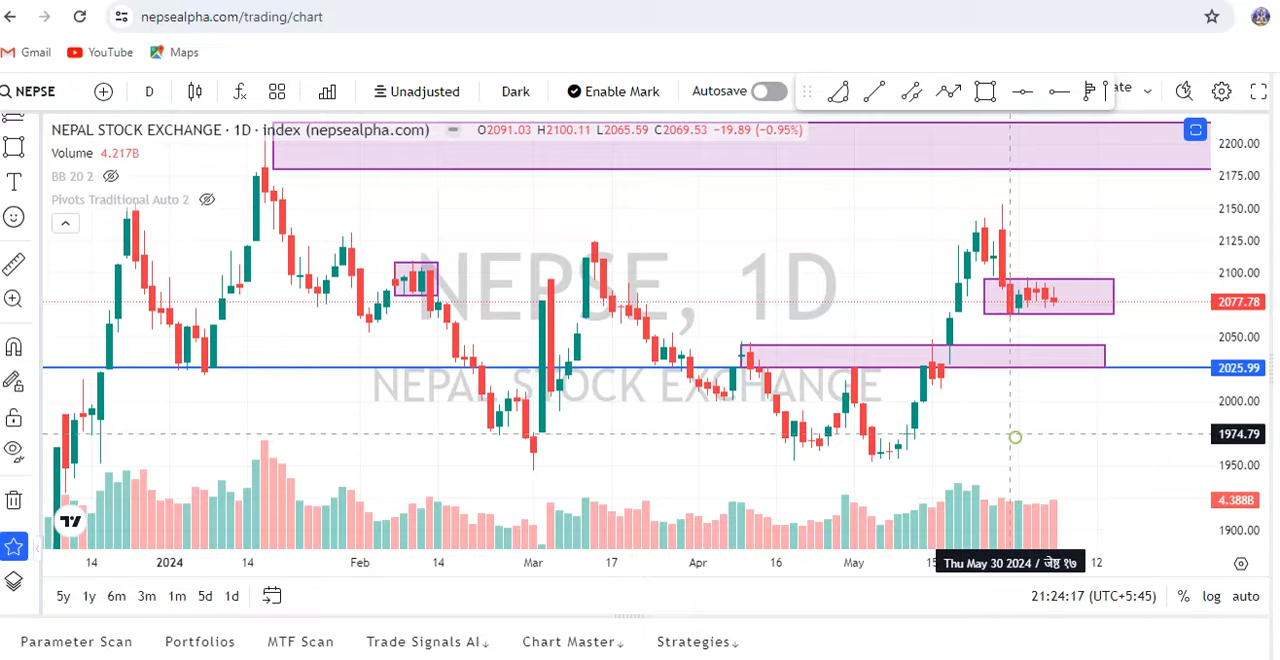 nepsealpha.com/trading/chart
Gmail YouTube Maps
NEPSE D Unadjusted Dark Enable Mark Autosave ate
NEPAL STOCK EXCHANGE · 1D · index (nepsealpha.com) O2091.03 H2100.11 L2065.59 C2069.53 −19.89 (−0.95%)
Volume 4.217B
BB 20 2
Pivots Traditional Auto 2
NEPSE, 1D
NEPAL STOCK EXCHANGE
2200.00
2175.00
2150.00
2125.00
2100.00
2077.78
2050.00
2025.99
2000.00
1974.79
1950.00
4.388B
1900.00
14 2024 14 Feb 14 Mar 17 Apr 16 May 15 Thu May 30 2024 / जेष्ठ १७ 12
5y 1y 6m 3m 1m 5d 1d 21:24:17 (UTC+5:45) % log auto
Parameter Scan Portfolios MTF Scan Trade Signals AI↓ Chart Master↓ Strategies↓